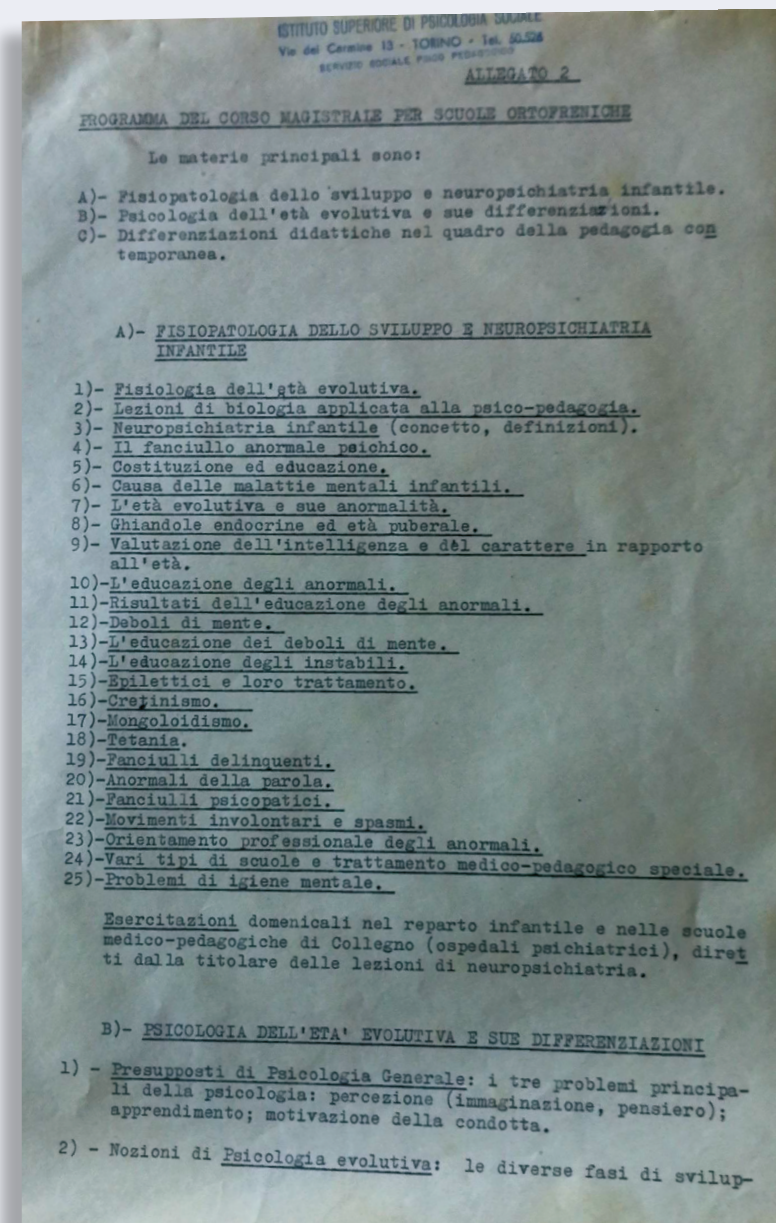 ISTITUTO SUPERIORE DI PSICOLOGIA SOCIALE
Via del Carmine 13 - TORINO - Tel. 50.526
SERVIZIO SOCIALE PSICO PEDAGOGICO
ALLEGATO 2
PROGRAMMA DEL CORSO MAGISTRALE PER SCUOLE ORTOFRENICHE
Le materie principali sono:
A)- Fisiopatologia dello sviluppo e neuropsichiatria infantile.
B)- Psicologia dell'età evolutiva e sue differenziazioni.
C)- Differenziazioni didattiche nel quadro della pedagogia con
temporanea.
A)- FISIOPATOLOGIA DELLO SVILUPPO E NEUROPSICHIATRIA
INFANTILE
1)- Fisiologia dell'età evolutiva.
2)- Lezioni di biologia applicata alla psico-pedagogia.
3)- Neuropsichiatria infantile (concetto, definizioni).
4)- Il fanciullo anormale psichico.
5)- Costituzione ed educazione.
6)- Causa delle malattie mentali infantili.
7)- L'età evolutiva e sue anormalità.
8)- Ghiandole endocrine ed età puberale.
9)- Valutazione dell'intelligenza e del carattere in rapporto
all'età.
10)-L'educazione degli anormali.
11)-Risultati dell'educazione degli anormali.
12)-Deboli di mente.
13)-L'educazione dei deboli di mente.
14)-L'educazione degli instabili.
15)-Epilettici e loro trattamento.
16)-Cretinismo.
17)-Mongoloidismo.
18)-Tetania.
19)-Fanciulli delinquenti.
20)-Anormali della parola.
21)-Fanciulli psicopatici.
22)-Movimenti involontari e spasmi.
23)-Orientamento professionale degli anormali.
24)-Vari tipi di scuole e trattamento medico-pedagogico speciale.
25)-Problemi di igiene mentale.
Esercitazioni domenicali nel reparto infantile e nelle scuole
medico-pedagogiche di Collegno (ospedali psichiatrici), diret
ti dalla titolare delle lezioni di neuropsichiatria.
B)- PSICOLOGIA DELL'ETA' EVOLUTIVA E SUE DIFFERENZIAZIONI
1) - Presupposti di Psicologia Generale: i tre problemi principa-
li della psicologia: percezione (immaginazione, pensiero);
apprendimento; motivazione della condotta.
2) - Nozioni di Psicologia evolutiva: le diverse fasi di svilup-